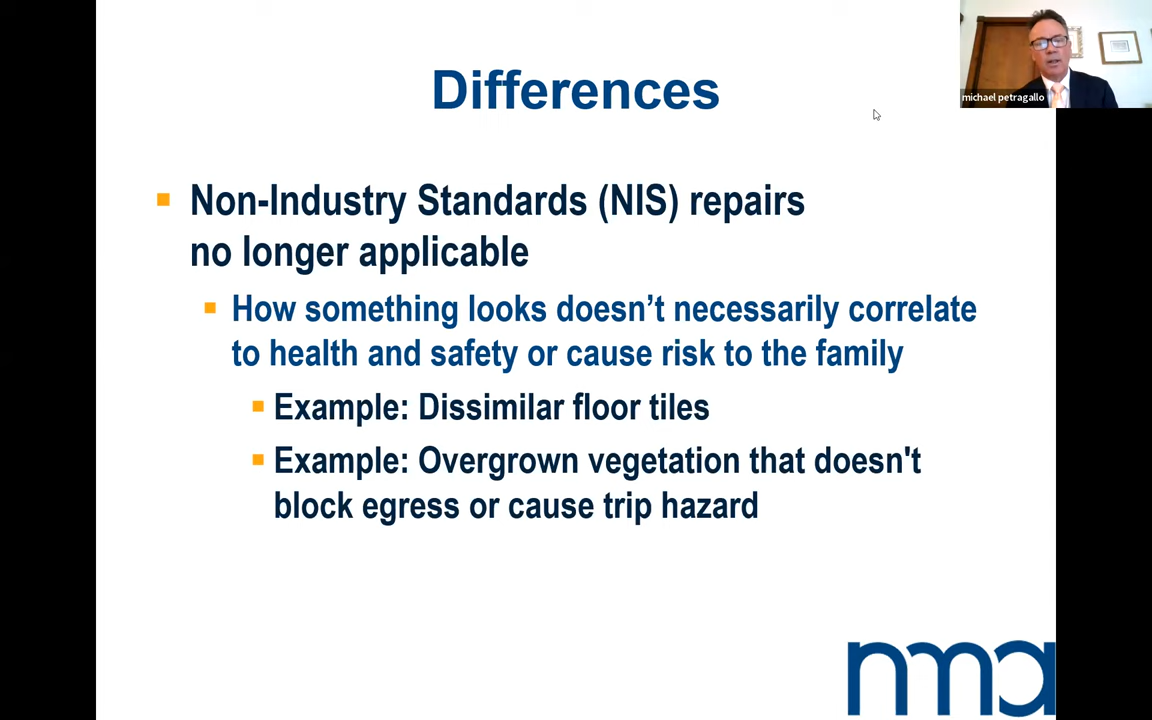 Differences
michael petragallo
Non-Industry Standards (NIS) repairs
no longer applicable
How something looks doesn’t necessarily correlate
to health and safety or cause risk to the family
Example: Dissimilar floor tiles
Example: Overgrown vegetation that doesn't
block egress or cause trip hazard
nma